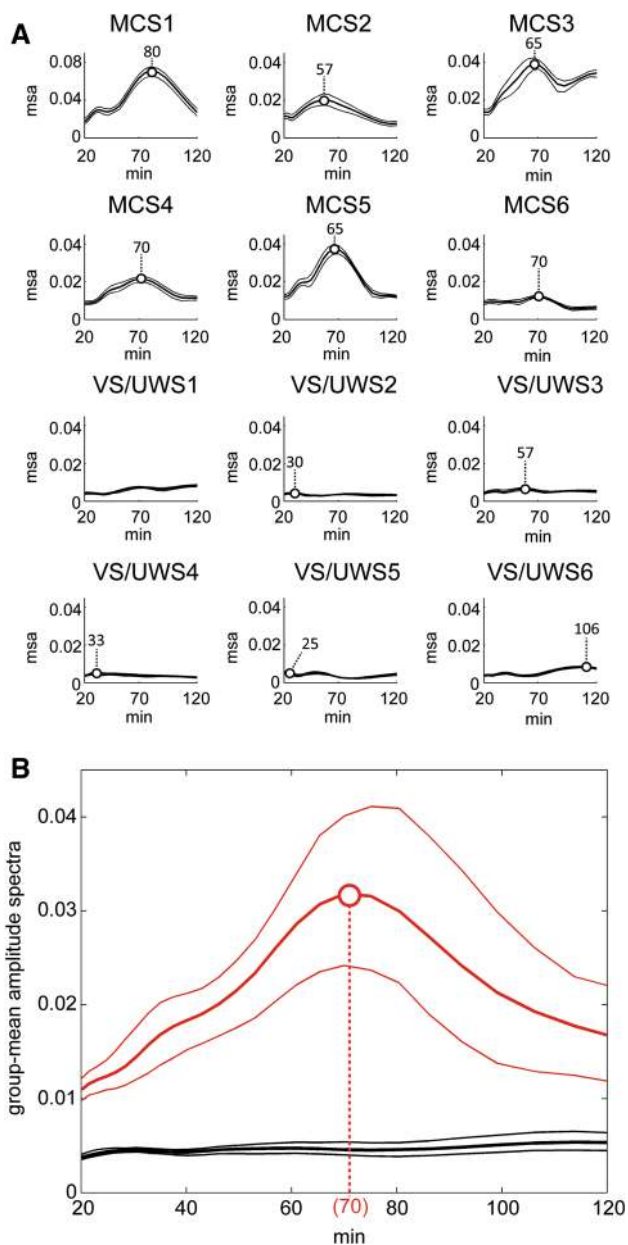 A
MCS1 MCS2 MCS3
80 57 65
0.08 0.04 0.04
msa 0.04 msa 0.02 msa 0.02
0 0 0
20 70 120 20 70 120 20 70 120
min min min
MCS4 MCS5 MCS6
70 65 70
0.04 0.04 0.04
msa 0.02 msa 0.02 msa 0.02
0 0 0
20 70 120 20 70 120 20 70 120
min min min
VS/UWS1 VS/UWS2 VS/UWS3
30 57
0.04 0.04 0.04
msa 0.02 msa 0.02 msa 0.02
0 0 0
20 70 120 20 70 120 20 70 120
min min min
VS/UWS4 VS/UWS5 VS/UWS6
33 25 106
0.04 0.04 0.04
msa 0.02 msa 0.02 msa 0.02
0 0 0
20 70 120 20 70 120 20 70 120
min min min
B
group-mean amplitude spectra
0.04
0.03
0.02
0.01
0
20 40 60 (70) 80 100 120
min